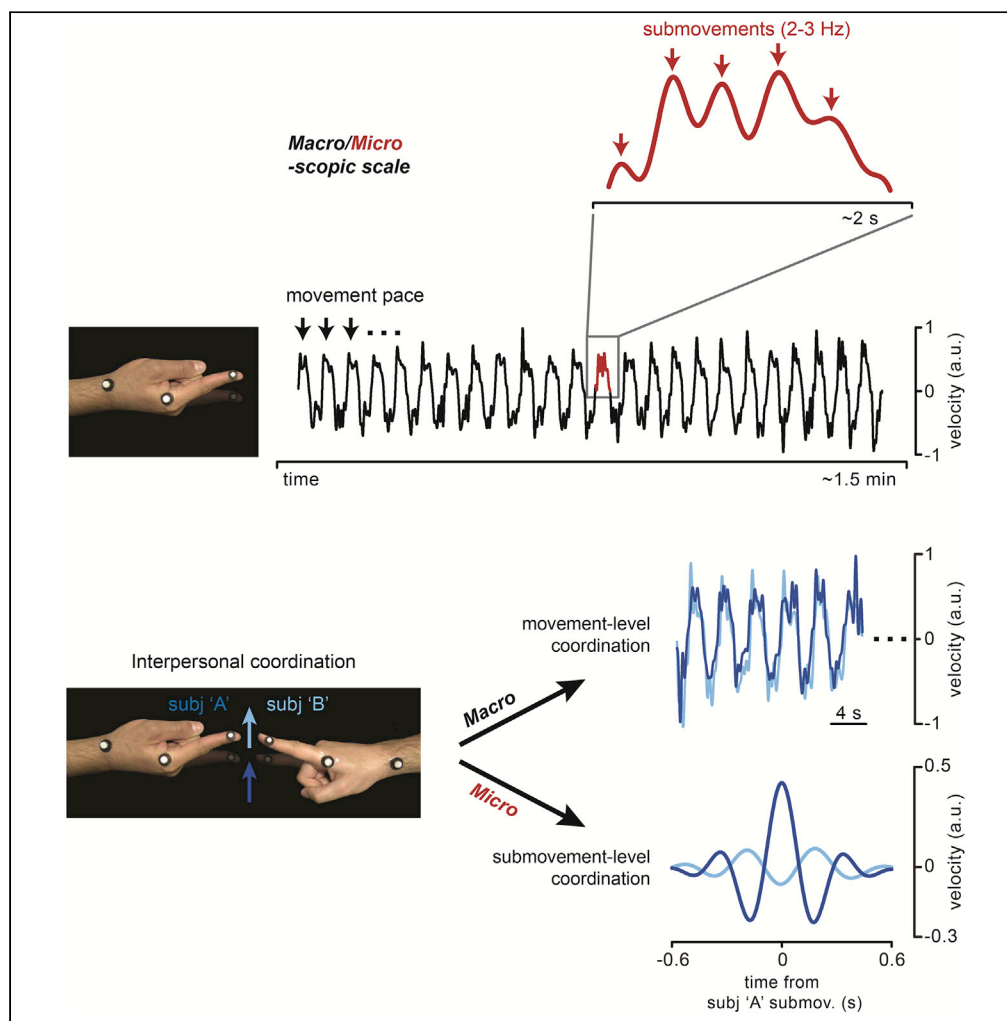 submovements (2-3 Hz)
Macro/Micro
-scopic scale
~2 s
movement pace
1
0
-1
velocity (a.u.)
time
~1.5 min
Interpersonal coordination
subj 'A'
subj 'B'
Macro
Micro
movement-level
coordination
1
0
-1
velocity (a.u.)
4 s
submovement-level
coordination
0.5
0
-0.3
velocity (a.u.)
-0.6
0
0.6
time from
subj 'A' submov. (s)